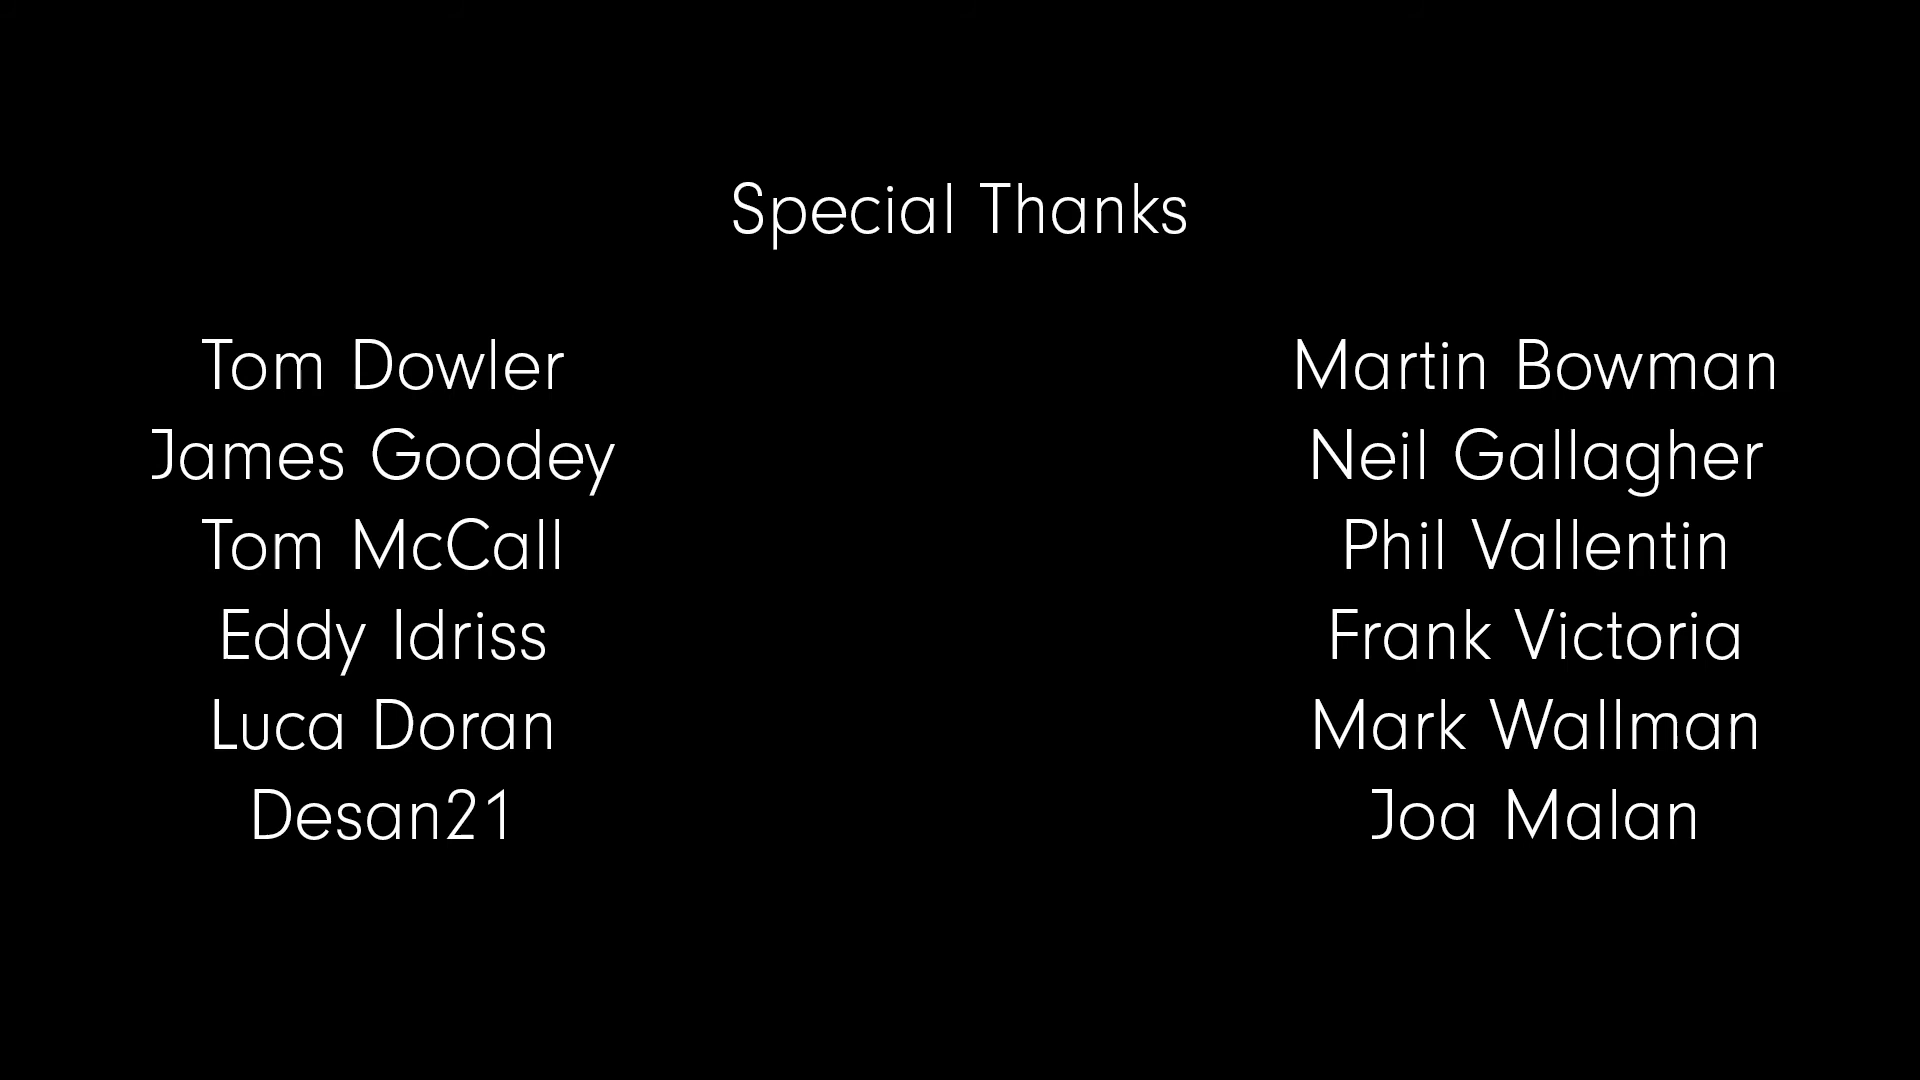 Special Thanks
Tom Dowler
James Goodey
Tom McCall
Eddy Idriss
Luca Doran
Desan21
Martin Bowman
Neil Gallagher
Phil Vallentin
Frank Victoria
Mark Wallman
Joa Malan